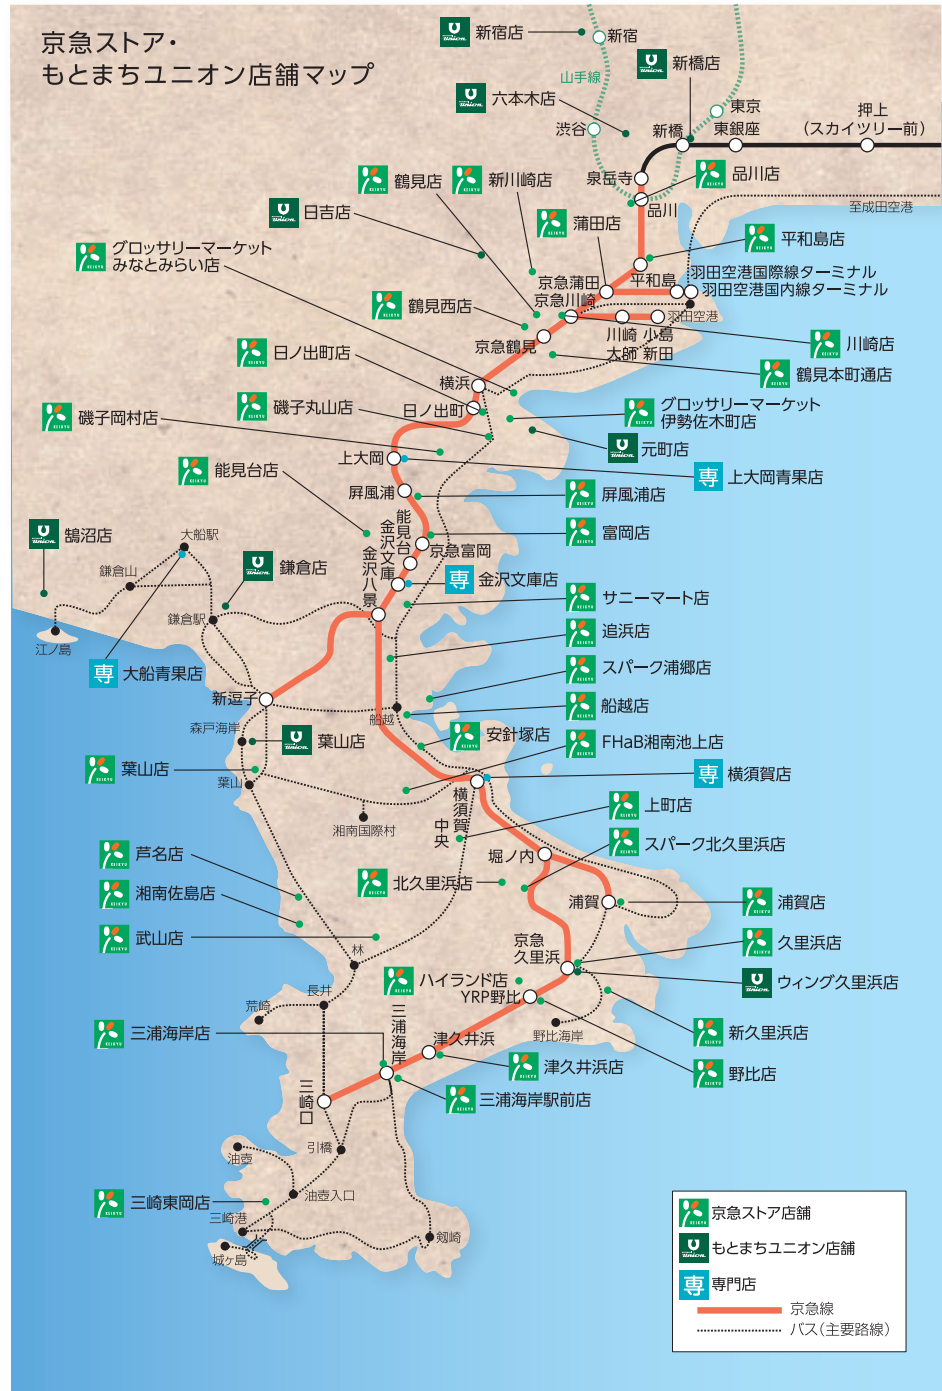 京急ストア・
もとまちユニオン店舗マップ
新宿店
新宿
新橋店
山手線
六本木店
東京
渋谷
新橋
東銀座
押上
(スカイツリー前)
泉岳寺
品川店
鶴見店
新川崎店
品川
至成田空港
日吉店
蒲田店
平和島店
グロッサリーマーケット
みなとみらい店
京急蒲田
平和島
羽田空港国際線ターミナル
羽田空港国内線ターミナル
京急川崎
鶴見西店
羽田空港
川崎
大師
小島
新田
京急鶴見
川崎店
日ノ出町店
鶴見本町通店
横浜
磯子岡村店
磯子丸山店
日ノ出町
グロッサリーマーケット
伊勢佐木町店
元町店
上大岡
上大岡青果店
能見台店
屏風浦
屏風浦店
富岡店
能見台
金沢文庫
金沢八景
京急富岡
鵠沼店
大船駅
鎌倉山
鎌倉店
専
金沢文庫店
サニーマート店
鎌倉駅
江ノ島
追浜店
専
大船青果店
スパーク浦郷店
新逗子
船越店
船越
森戸海岸
葉山店
安針塚店
FHaB湘南池上店
葉山店
葉山
専
横須賀店
横須賀
中央
上町店
湘南国際村
堀ノ内
スパーク北久里浜店
芦名店
北久里浜店
湘南佐島店
浦賀
浦賀店
武山店
林
京急
久里浜
久里浜店
ハイランド店
ウィング久里浜店
YRP野比
長井
荒崎
新久里浜店
野比海岸
三浦海岸店
三浦海岸
津久井浜
津久井浜店
野比店
三崎口
三浦海岸駅前店
引橋
油壺
油壺入口
三崎東岡店
三崎港
剱崎
城ヶ島
京急ストア店舗
もとまちユニオン店舗
専
専門店
京急線
バス(主要路線)